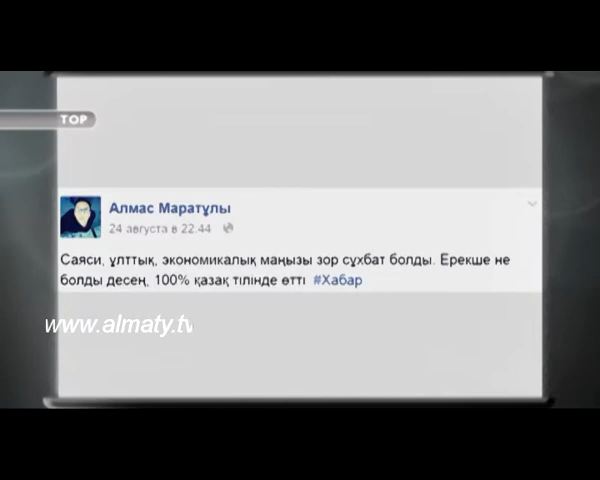 TOP
Алмас Маратұлы
24 августа в 22:44
Саяси, ұлттық, экономикалық маңызы зор сұхбат болды. Ерекше не
болды десең, 100% қазақ тілінде өтті #Хабар
www.almaty.tv